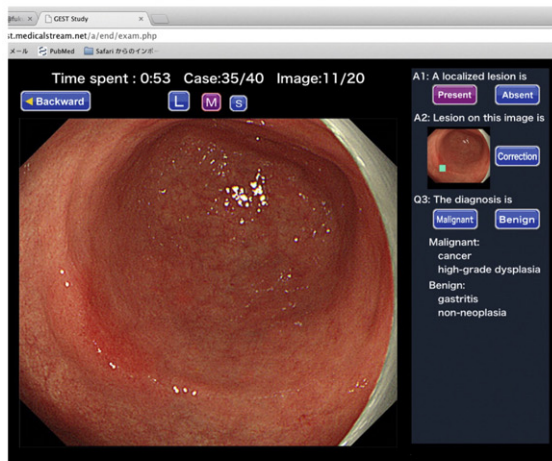 GEST Study
st.medicalstream.net/a/end/exam.php
メール PubMed Safari からのインポー
Time spent : 0:53 Case:35/40 Image:11/20
Backward
L M S
A1: A localized lesion is
Present Absent
A2: Lesion on this image is
Correction
Q3: The diagnosis is
Malignant Benign
Malignant:
cancer
high-grade dysplasia
Benign:
gastritis
non-neoplasia